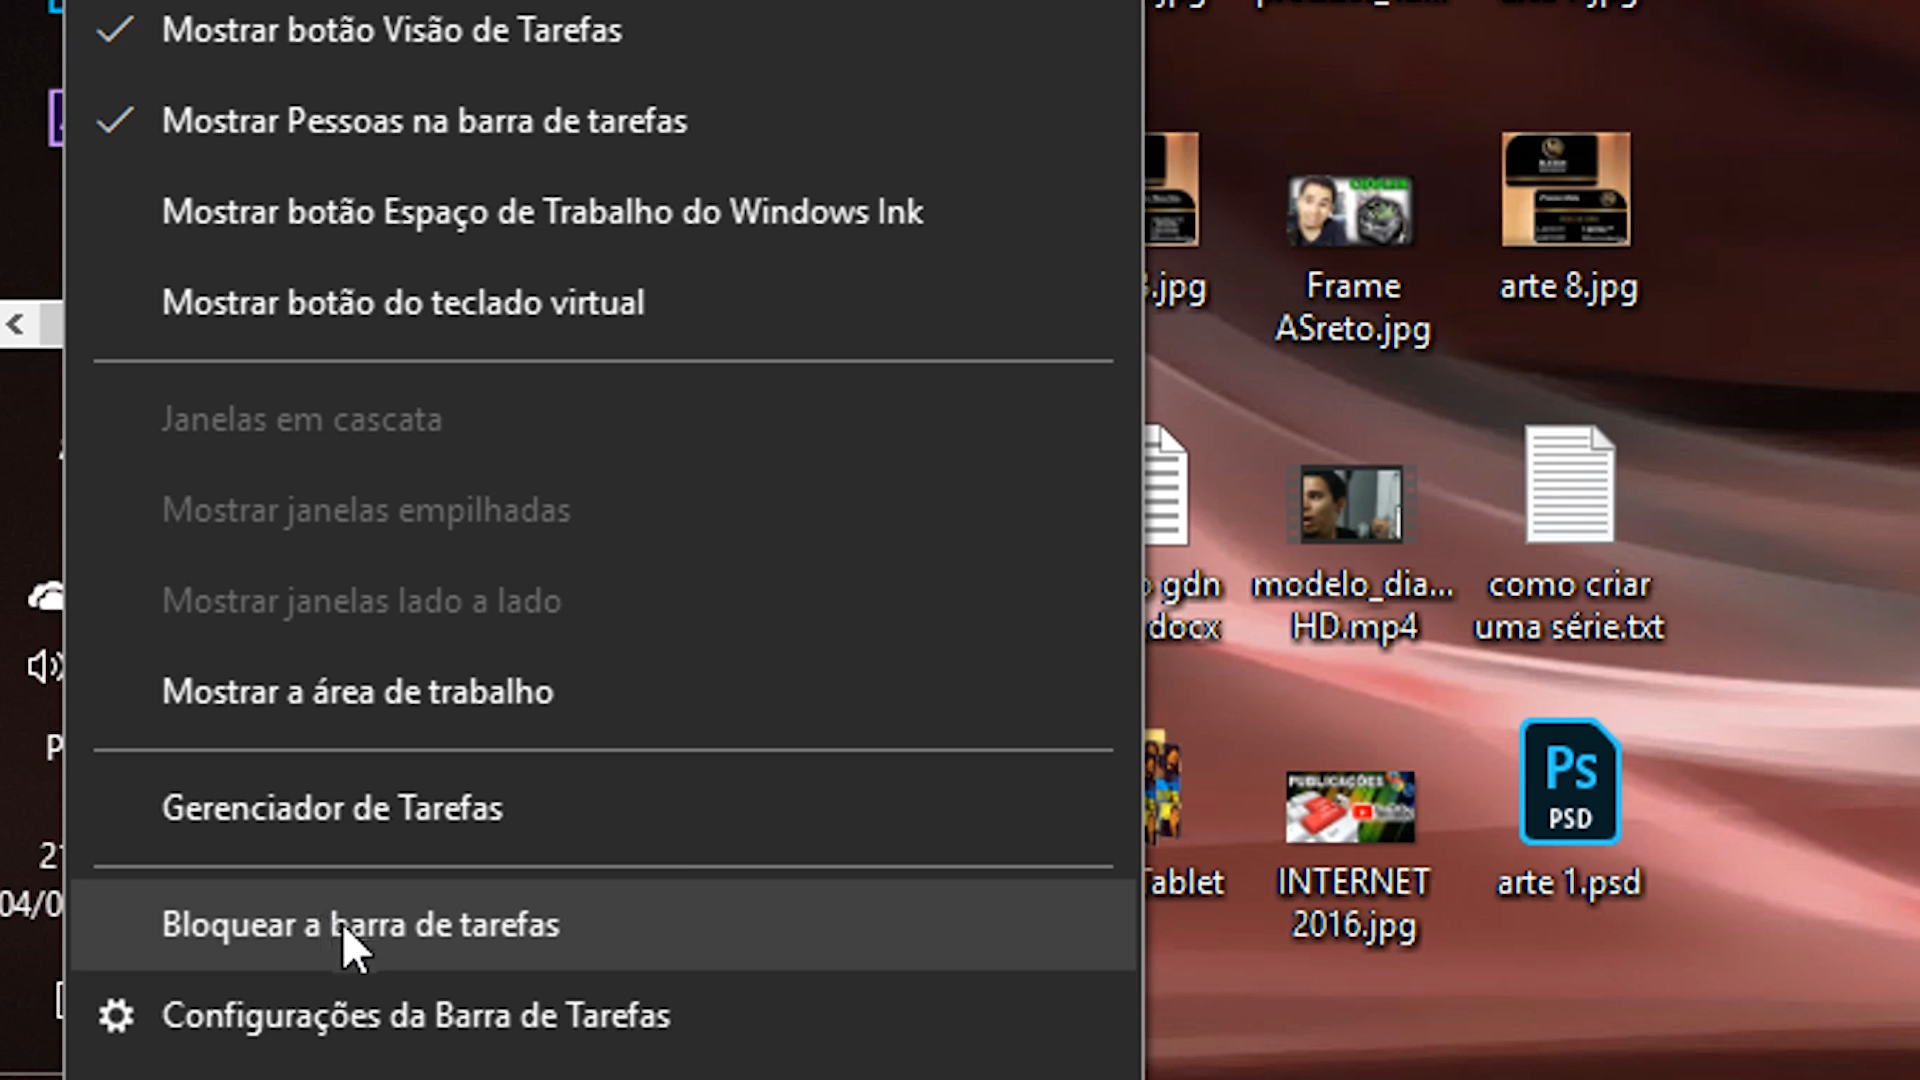 Mostrar botão Visão de Tarefas
Mostrar Pessoas na barra de tarefas
Mostrar botão Espaço de Trabalho do Windows Ink
Mostrar botão do teclado virtual
Janelas em cascata
Mostrar janelas empilhadas
Mostrar janelas lado a lado
Mostrar a área de trabalho
Gerenciador de Tarefas
Bloquear a barra de tarefas
Configurações da Barra de Tarefas
04/0
.jpg
Frame
ASreto.jpg
arte 8.jpg
gdn
docx
modelo_dia...
HD.mp4
como criar
uma série.txt
Tablet
PUBLICAÇÕES
INTERNET
2016.jpg
Ps
PSD
arte 1.psd